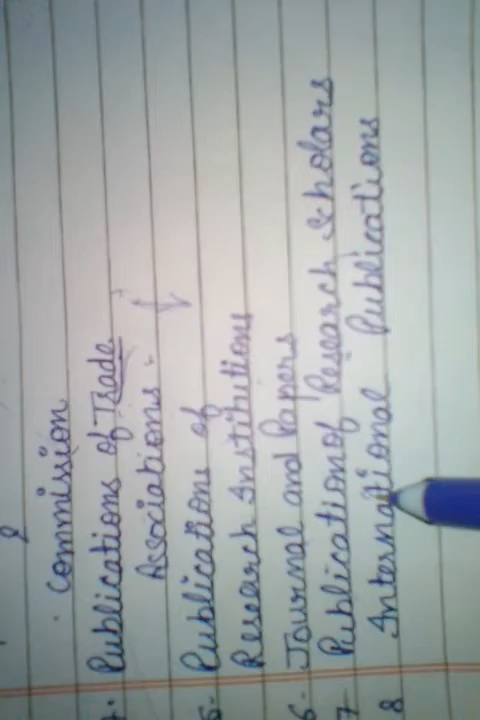 Commission
4. Publications of Trade
Associations.
5. Publications of
Research Institutions
6. Journal and Papers
7 Publication of Research Scholars
8 International Publications